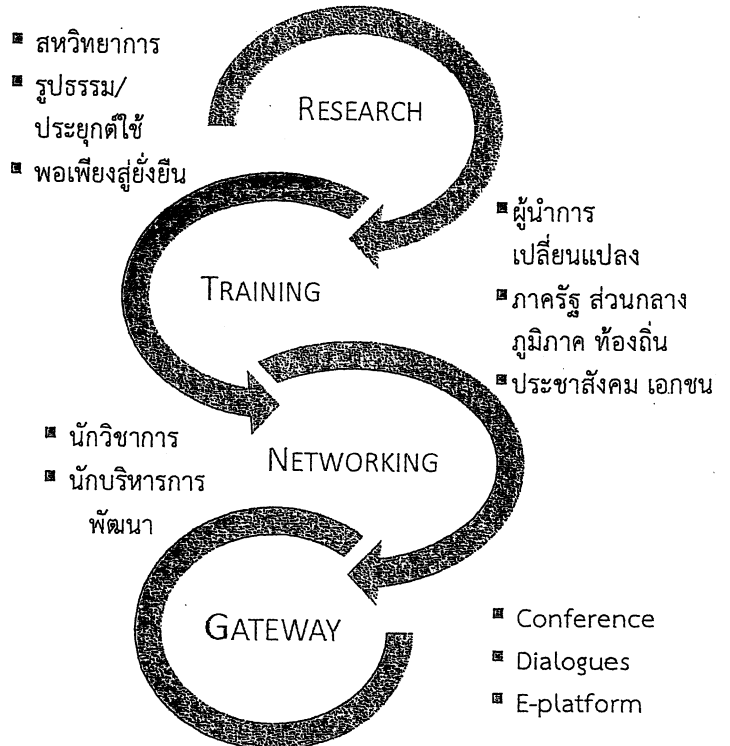 ▪ สหวิทยาการ
▪ รูปธรรม/
ประยุกต์ใช้
▪ พอเพียงสู่ยั่งยืน
RESEARCH
▪ ผู้นำการ
เปลี่ยนแปลง
▪ ภาครัฐ ส่วนกลาง
ภูมิภาค ท้องถิ่น
▪ ประชาสังคม เอกชน
TRAINING
▪ นักวิชาการ
▪ นักบริหารการ
พัฒนา
NETWORKING
GATEWAY
▪ Conference
▪ Dialogues
▪ E-platform